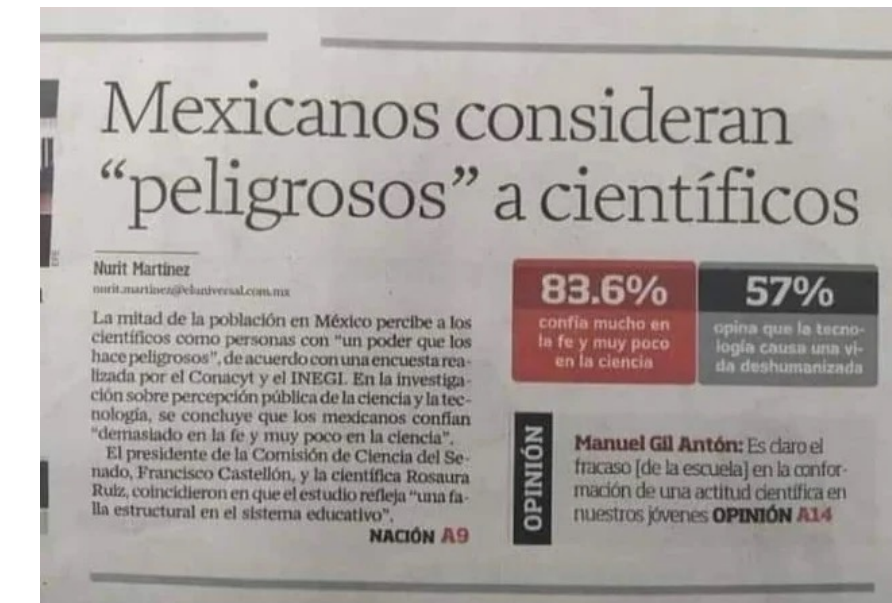 Mexicanos consideran
“peligrosos” a científicos
Nurit Martínez
nurit.martinez@eluniversal.com.mx
La mitad de la población en México percibe a los
científicos como personas con “un poder que los
hace peligrosos”, de acuerdo con una encuesta rea-
lizada por el Conacyt y el INEGI. En la investiga-
ción sobre percepción pública de la ciencia y la tec-
nología, se concluye que los mexicanos confían
“demasiado en la fe y muy poco en la ciencia”.
El presidente de la Comisión de Ciencia del Se-
nado, Francisco Castellón, y la científica Rosaura
Ruiz, coincidieron en que el estudio refleja “una fa-
lla estructural en el sistema educativo”.
NACIÓN A9
83.6%
confía mucho en
la fe y muy poco
en la ciencia
57%
opina que la tecno-
logía causa una vi-
da deshumanizada
OPINIÓN
Manuel Gil Antón: Es claro el
fracaso [de la escuela] en la confor-
mación de una actitud científica en
nuestros jóvenes OPINIÓN A14
EFE